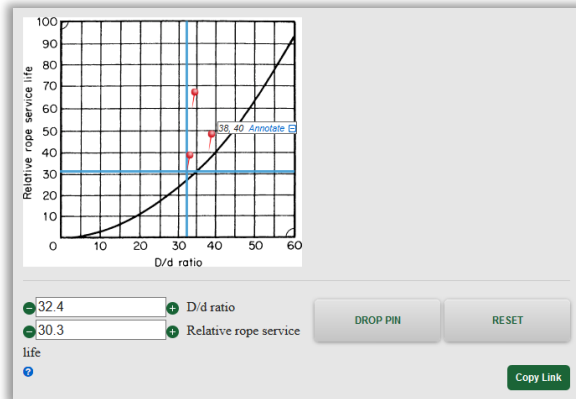 100
90
80
70
60
50
40
30
20
10
0
10 20 30 40 50 60
Relative rope service life
D/d ratio
38, 40 Annotate
32.4 D/d ratio
30.3 Relative rope service
life
DROP PIN
RESET
Copy Link